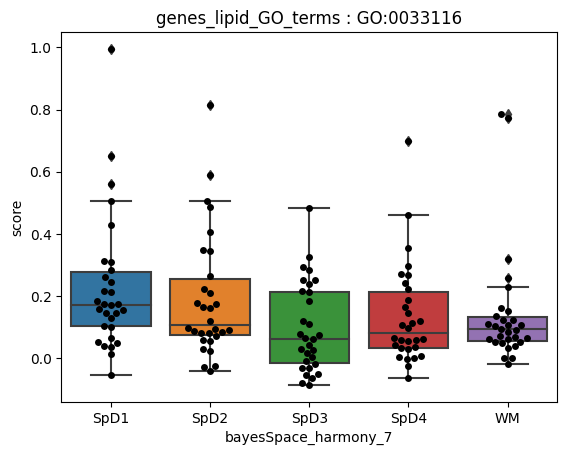 genes_lipid_GO_terms : GO:0033116
1.0
0.8
0.6
0.4
0.2
0.0
score
SpD1 SpD2 SpD3 SpD4 WM
bayesSpace_harmony_7